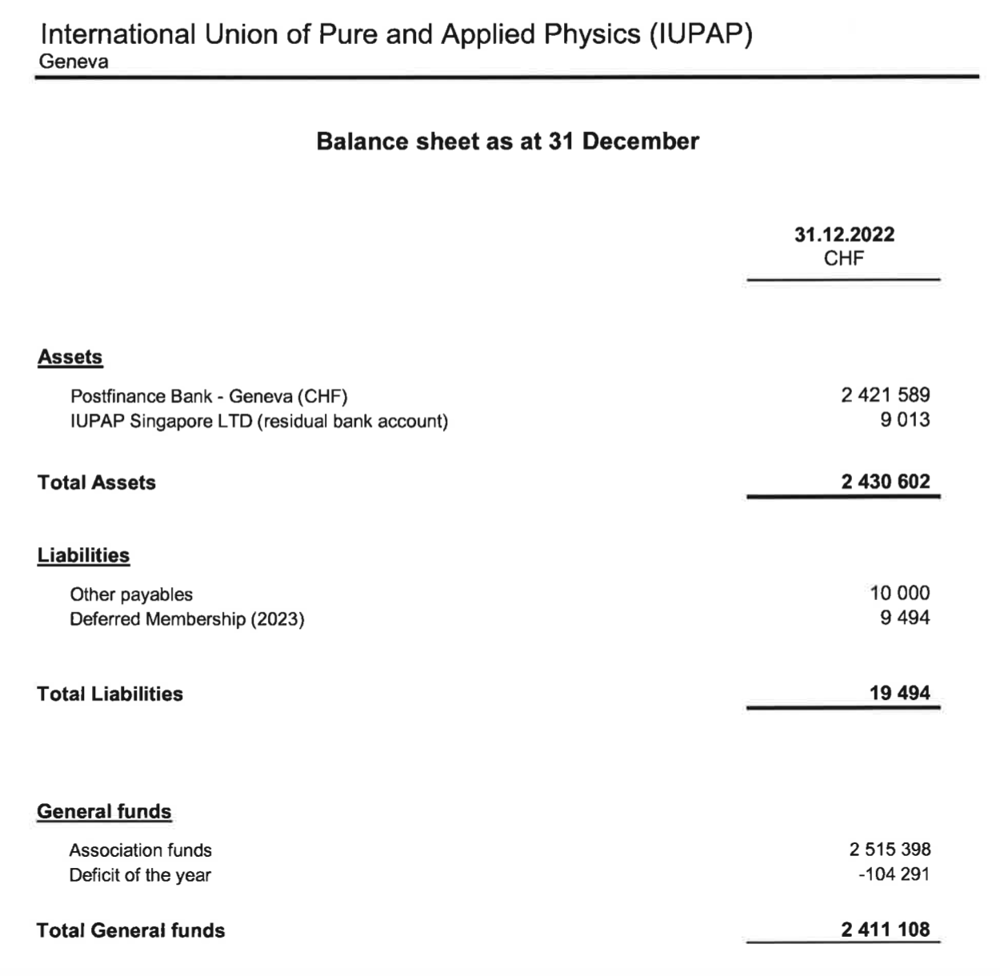 International Union of Pure and Applied Physics (IUPAP)
Geneva
Balance sheet as at 31 December
31.12.2022
CHF
Assets
Postfinance Bank - Geneva (CHF) 2 421 589
IUPAP Singapore LTD (residual bank account) 9 013
Total Assets 2 430 602
Liabilities
Other payables 10 000
Deferred Membership (2023) 9 494
Total Liabilities 19 494
General funds
Association funds 2 515 398
Deficit of the year -104 291
Total General funds 2 411 108